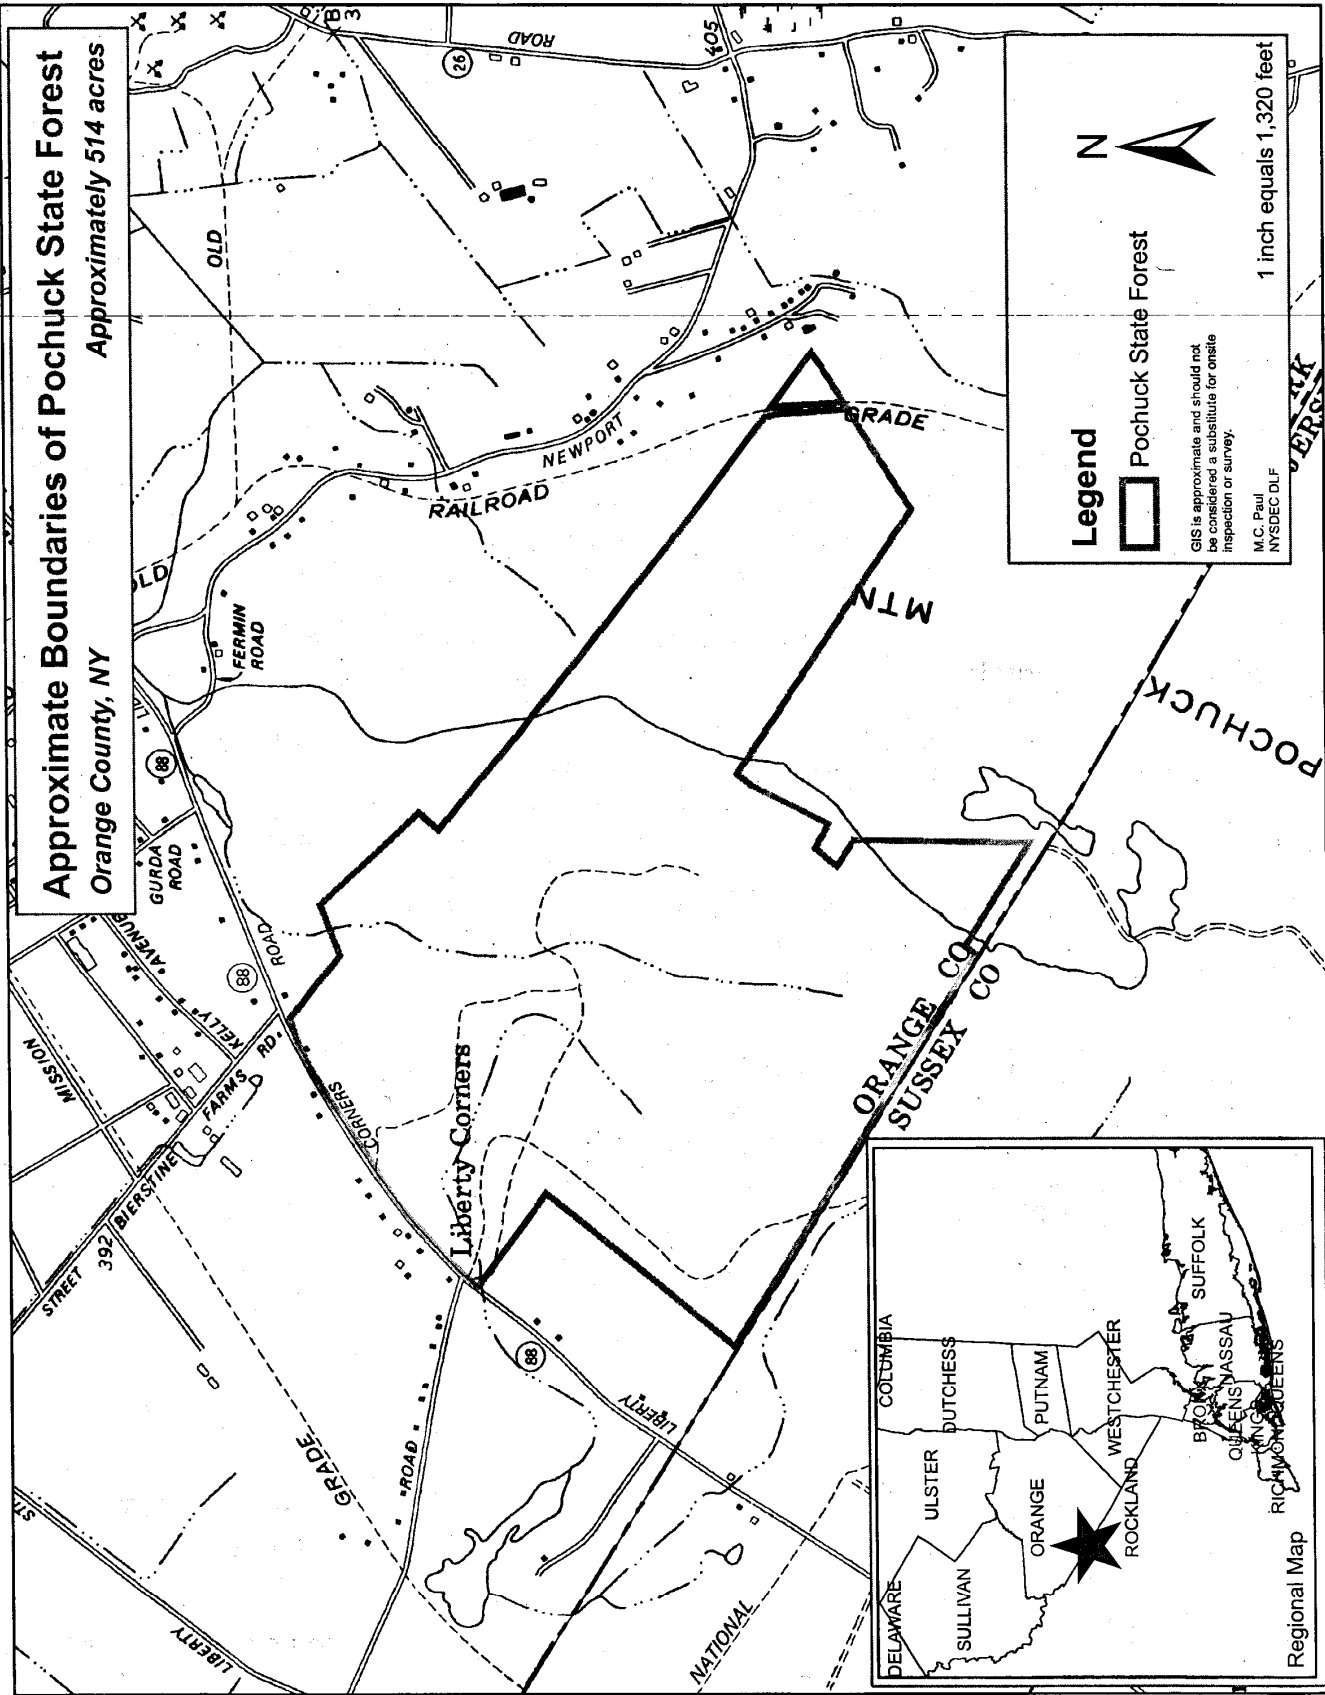 Approximate Boundaries of Pochuck State Forest
Orange County, NY
Approximately 514 acres
MISSION
AVENUE
KELLY
GURDA
ROAD
88
FERMIN
ROAD
OLD
OLD
26
ROAD
405
STREET
392
BIERSTINE
FARMS
RD
88
ROAD
CORNERS
RAILROAD
NEWPORT
GRADE
LIBERTY
GRADE
ROAD
Liberty Corners
88
LIBERTY
NATIONAL
MTN
POCHUCK
ORANGE CO
SUSSEX CO
Legend
Pochuck State Forest
GIS is approximate and should not
be considered a substitute for onsite
inspection or survey.
M.C. Paul
NYSDEC DLF
N
1 inch equals 1,320 feet
DELAWARE
COLUMBIA
ULSTER
DUTCHESS
SULLIVAN
ORANGE
PUTNAM
WESTCHESTER
ROCKLAND
SUFFOLK
NASSAU
QUEENS
RICHMOND
QUEENS
Regional Map